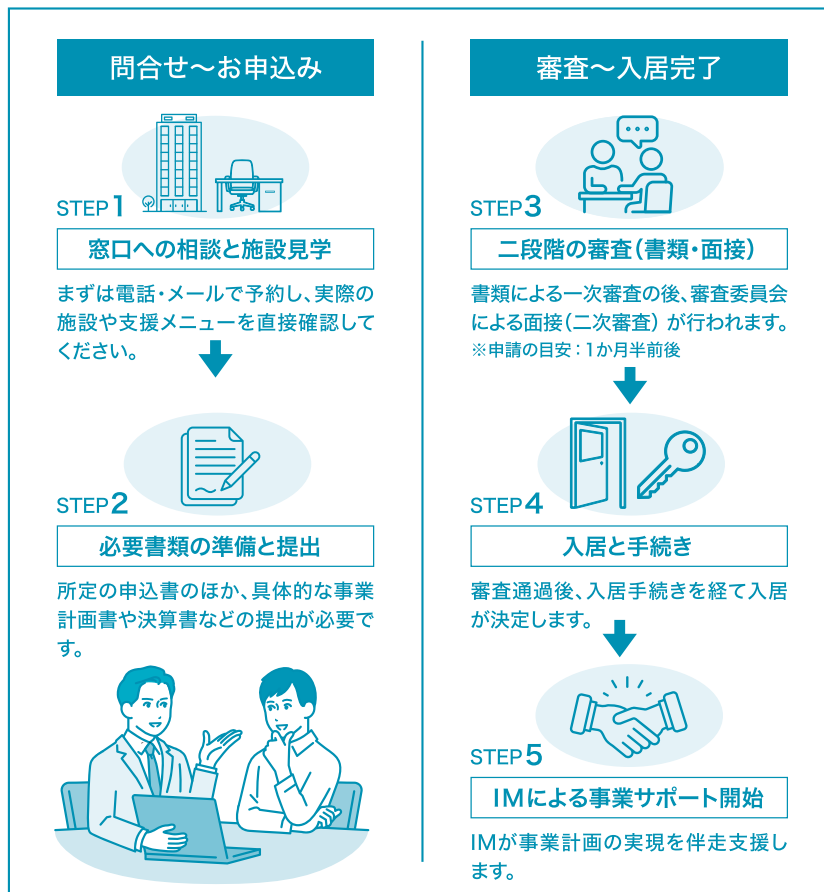 問合せ～お申込み
STEP1
窓口への相談と施設見学
まずは電話・メールで予約し、実際の
施設や支援メニューを直接確認して
ください。
STEP2
必要書類の準備と提出
所定の申込書のほか、具体的な事業
計画書や決算書などの提出が必要で
す。
審査～入居完了
STEP3
二段階の審査（書類・面接）
書類による一次審査の後、審査委員会
による面接（二次審査）が行われます。
※申請の目安：1か月半前後
STEP4
入居と手続き
審査通過後、入居手続きを経て入居
が決定します。
STEP5
IMによる事業サポート開始
IMが事業計画の実現を伴走支援し
ます。